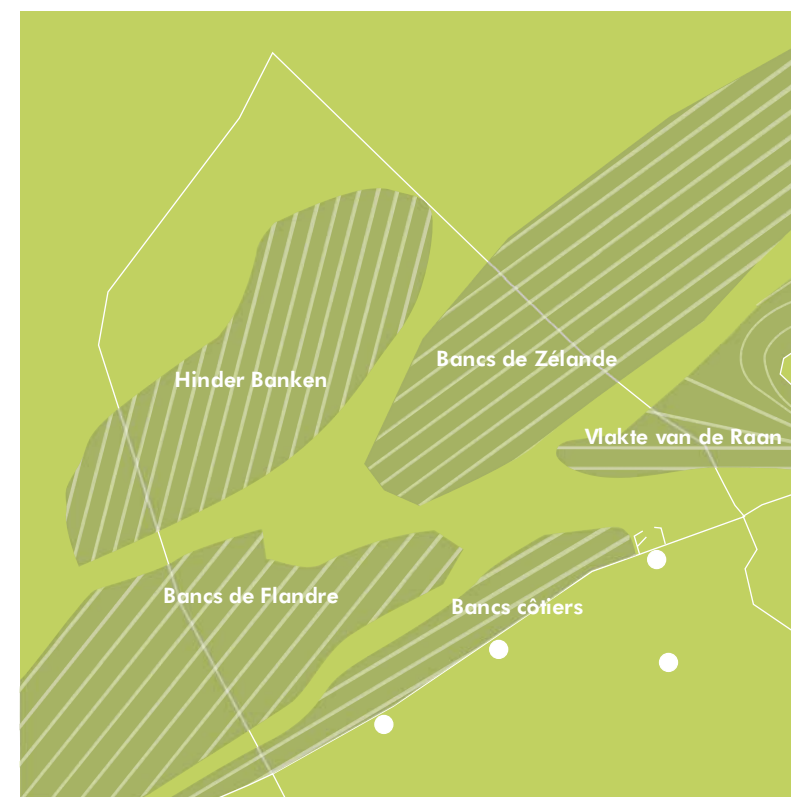 Bancs de Zélande
Hinder Banken
Vlakte van de Raan
Bancs de Flandre
Bancs côtiers